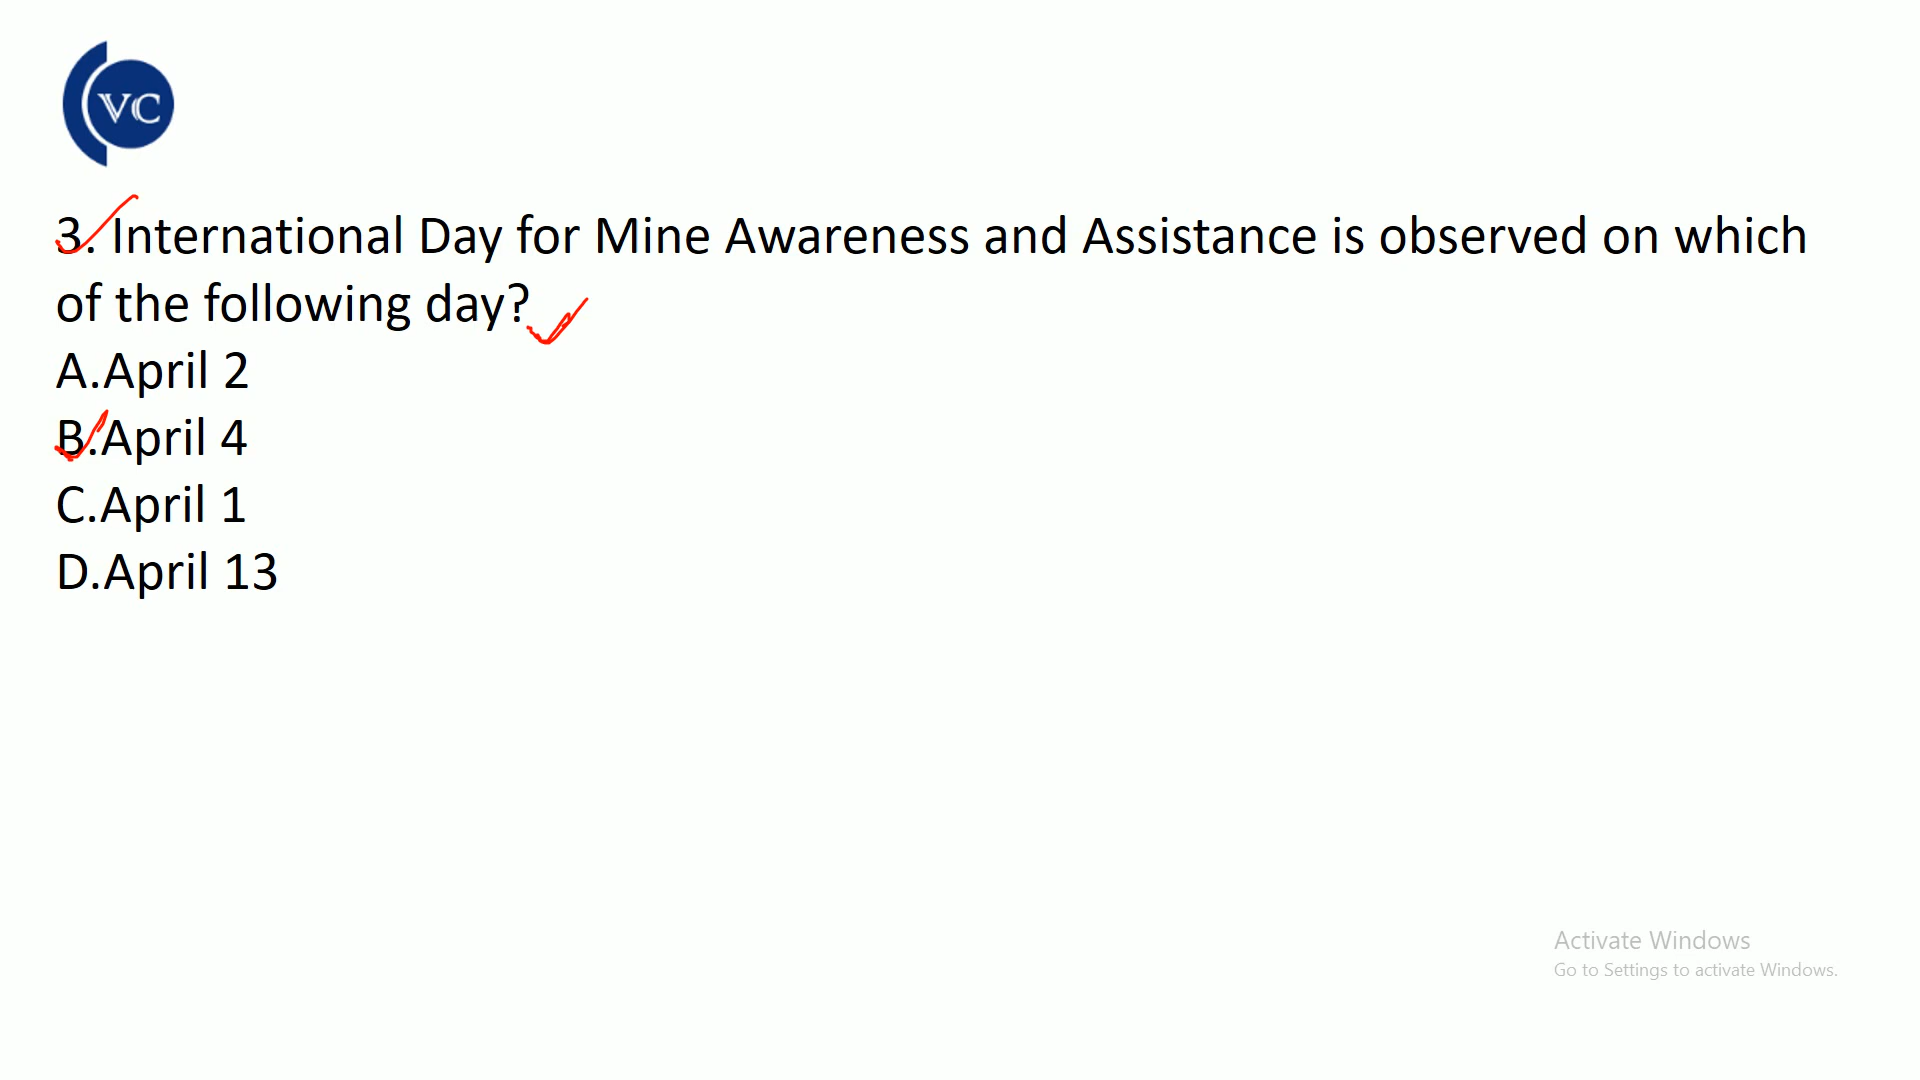 VC
3. International Day for Mine Awareness and Assistance is observed on which
of the following day?
A.April 2
B.April 4
C.April 1
D.April 13
Activate Windows
Go to Settings to activate Windows.